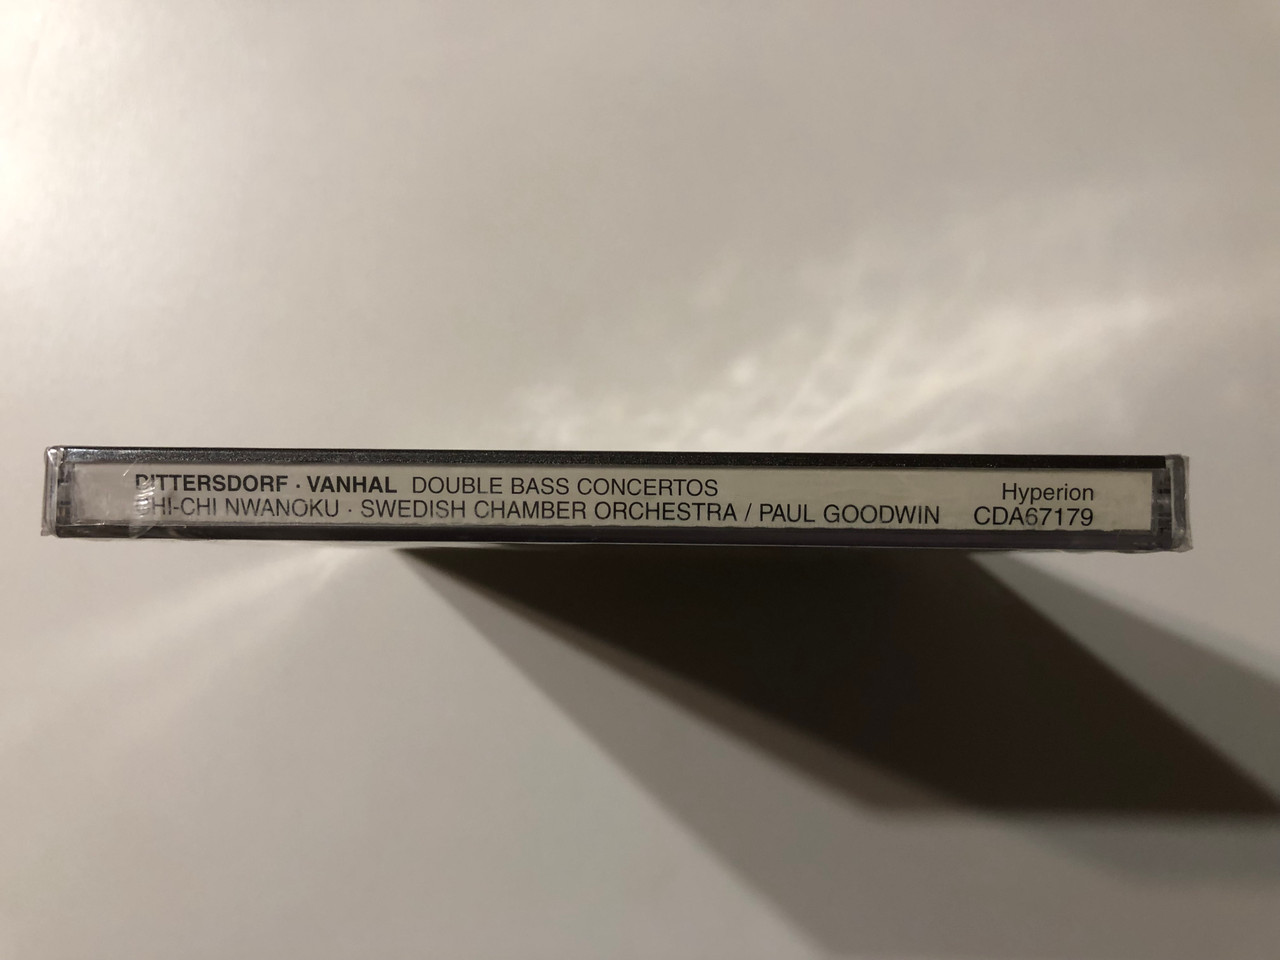 DITTERSDORF · VANHAL DOUBLE BASS CONCERTOS
CHI-CHI NWANOKU · SWEDISH CHAMBER ORCHESTRA / PAUL GOODWIN
Hyperion
CDA67179